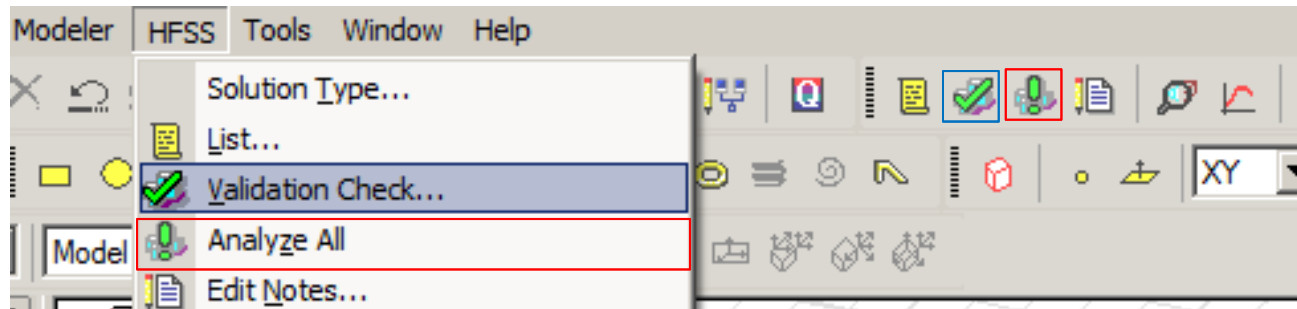 Modeler HFSS Tools Window Help
Solution Type...
List...
Validation Check...
XY
Model
Analyze All
Edit Notes...